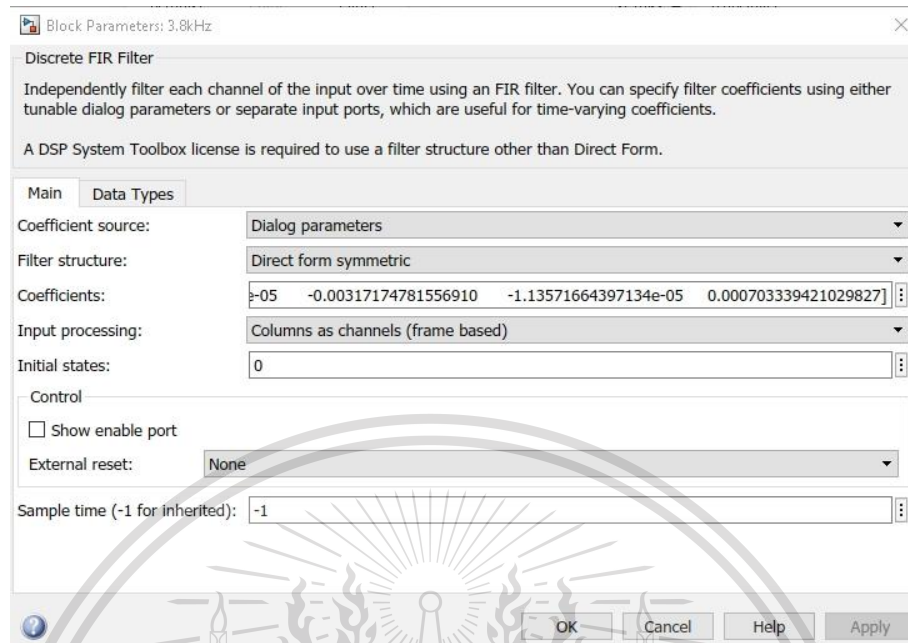 Block Parameters: 3.8kHz
Discrete FIR Filter
Independently filter each channel of the input over time using an FIR filter. You can specify filter coefficients using either
tunable dialog parameters or separate input ports, which are useful for time-varying coefficients.
A DSP System Toolbox license is required to use a filter structure other than Direct Form.
Main Data Types
Coefficient source: Dialog parameters
Filter structure: Direct form symmetric
Coefficients: e-05 -0.00317174781556910 -1.13571664397134e-05 0.000703339421029827]
Input processing: Columns as channels (frame based)
Initial states: 0
Control
Show enable port
External reset: None
Sample time (-1 for inherited): -1
OK Cancel Help Apply